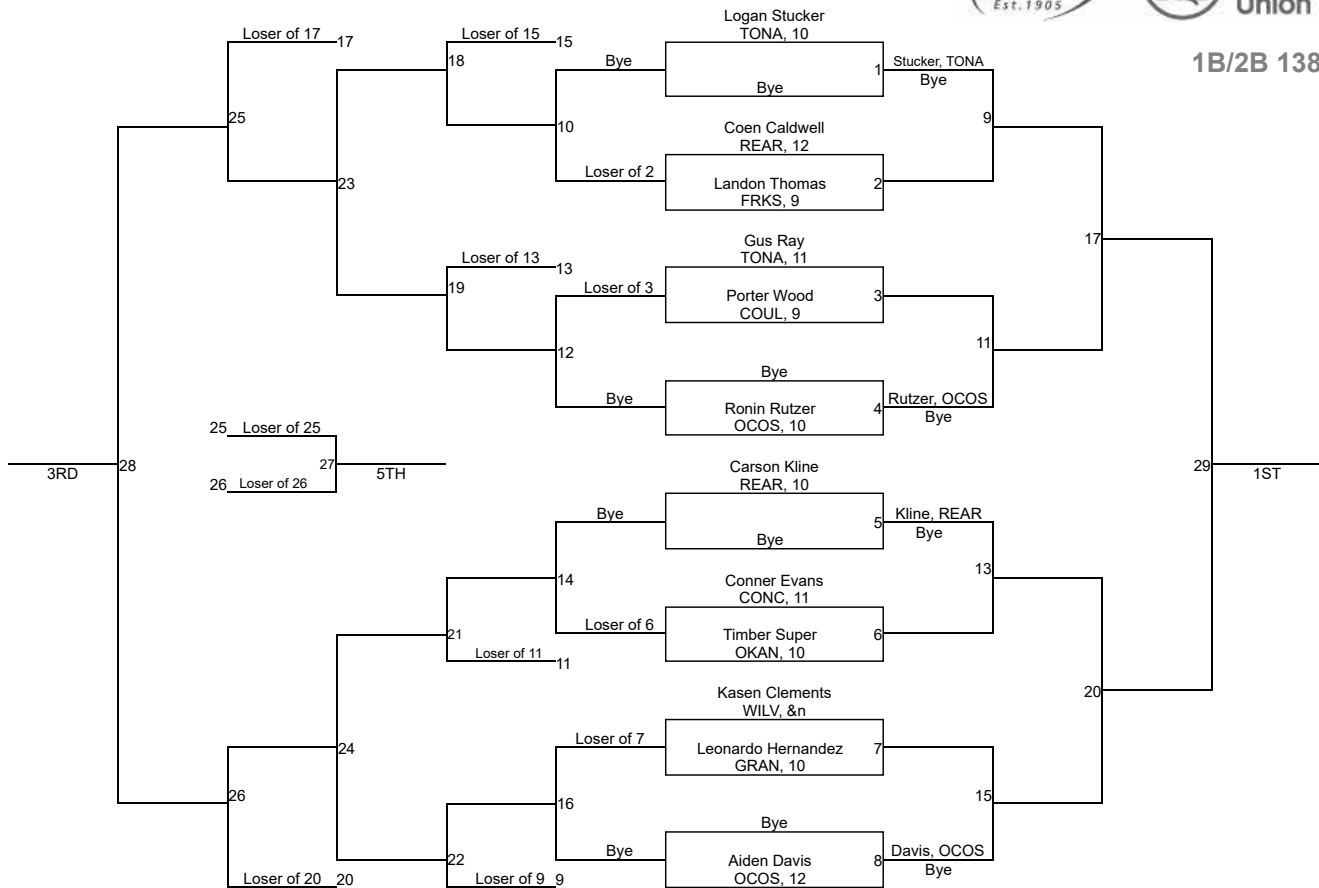 Est. 1905
Union
1B/2B 138
Logan Stucker
TONA, 10
Loser of 17
17
Loser of 15
15
18
Bye
1
Stucker, TONA
Bye
Bye
25
10
Coen Caldwell
REAR, 12
9
Loser of 2
Landon Thomas
FRKS, 9
2
23
Gus Ray
TONA, 11
17
Loser of 13
13
19
Loser of 3
Porter Wood
COUL, 9
3
12
11
Bye
Bye
Ronin Rutzer
OCOS, 10
4
Rutzer, OCOS
Bye
25
Loser of 25
3RD
28
27
5TH
26
Loser of 26
Carson Kline
REAR, 10
29
1ST
Bye
5
Kline, REAR
Bye
Bye
14
13
Conner Evans
CONC, 11
Loser of 6
Timber Super
OKAN, 10
6
21
Loser of 11
11
Kasen Clements
WILV, &n
20
Loser of 7
Leonardo Hernandez
GRAN, 10
7
24
26
16
15
Bye
22
Bye
Aiden Davis
OCOS, 12
8
Davis, OCOS
Bye
Loser of 20
20
Loser of 9
9